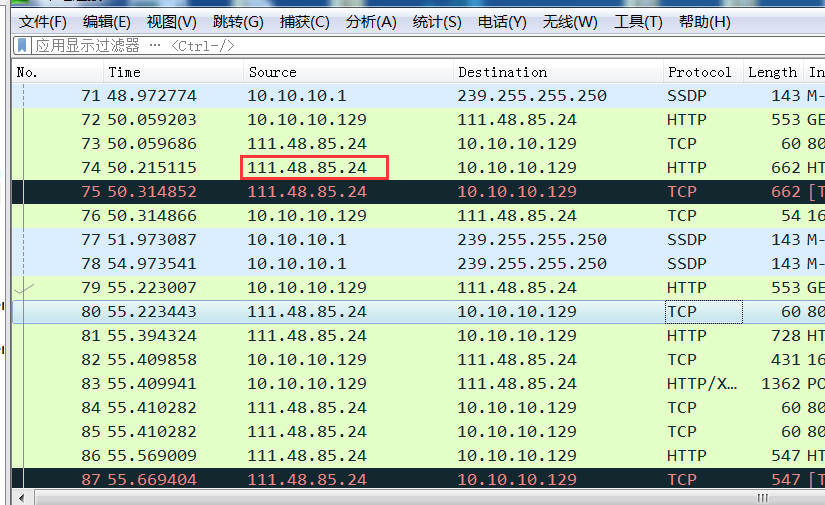 文件(F) 编辑(E) 视图(V) 跳转(G) 捕获(C) 分析(A) 统计(S) 电话(Y) 无线(W) 工具(T) 帮助(H)
应用显示过滤器 … <Ctrl-/>
No. Time Source Destination Protocol Length In
71 48.972774 10.10.10.1 239.255.255.250 SSDP 143 M-
72 50.059203 10.10.10.129 111.48.85.24 HTTP 553 GE
73 50.059686 111.48.85.24 10.10.10.129 TCP 60 80
74 50.215115 111.48.85.24 10.10.10.129 HTTP 662 HT
75 50.314852 111.48.85.24 10.10.10.129 TCP 662 [T
76 50.314866 10.10.10.129 111.48.85.24 TCP 54 16
77 51.973087 10.10.10.1 239.255.255.250 SSDP 143 M-
78 54.973541 10.10.10.1 239.255.255.250 SSDP 143 M-
79 55.223007 10.10.10.129 111.48.85.24 HTTP 553 GE
80 55.223443 111.48.85.24 10.10.10.129 TCP 60 80
81 55.394324 111.48.85.24 10.10.10.129 HTTP 728 HT
82 55.409858 10.10.10.129 111.48.85.24 TCP 431 16
83 55.409941 10.10.10.129 111.48.85.24 HTTP/X… 1362 PO
84 55.410282 111.48.85.24 10.10.10.129 TCP 60 80
85 55.410282 111.48.85.24 10.10.10.129 TCP 60 80
86 55.569009 111.48.85.24 10.10.10.129 HTTP 547 HT
87 55.669404 111.48.85.24 10.10.10.129 TCP 547 [T